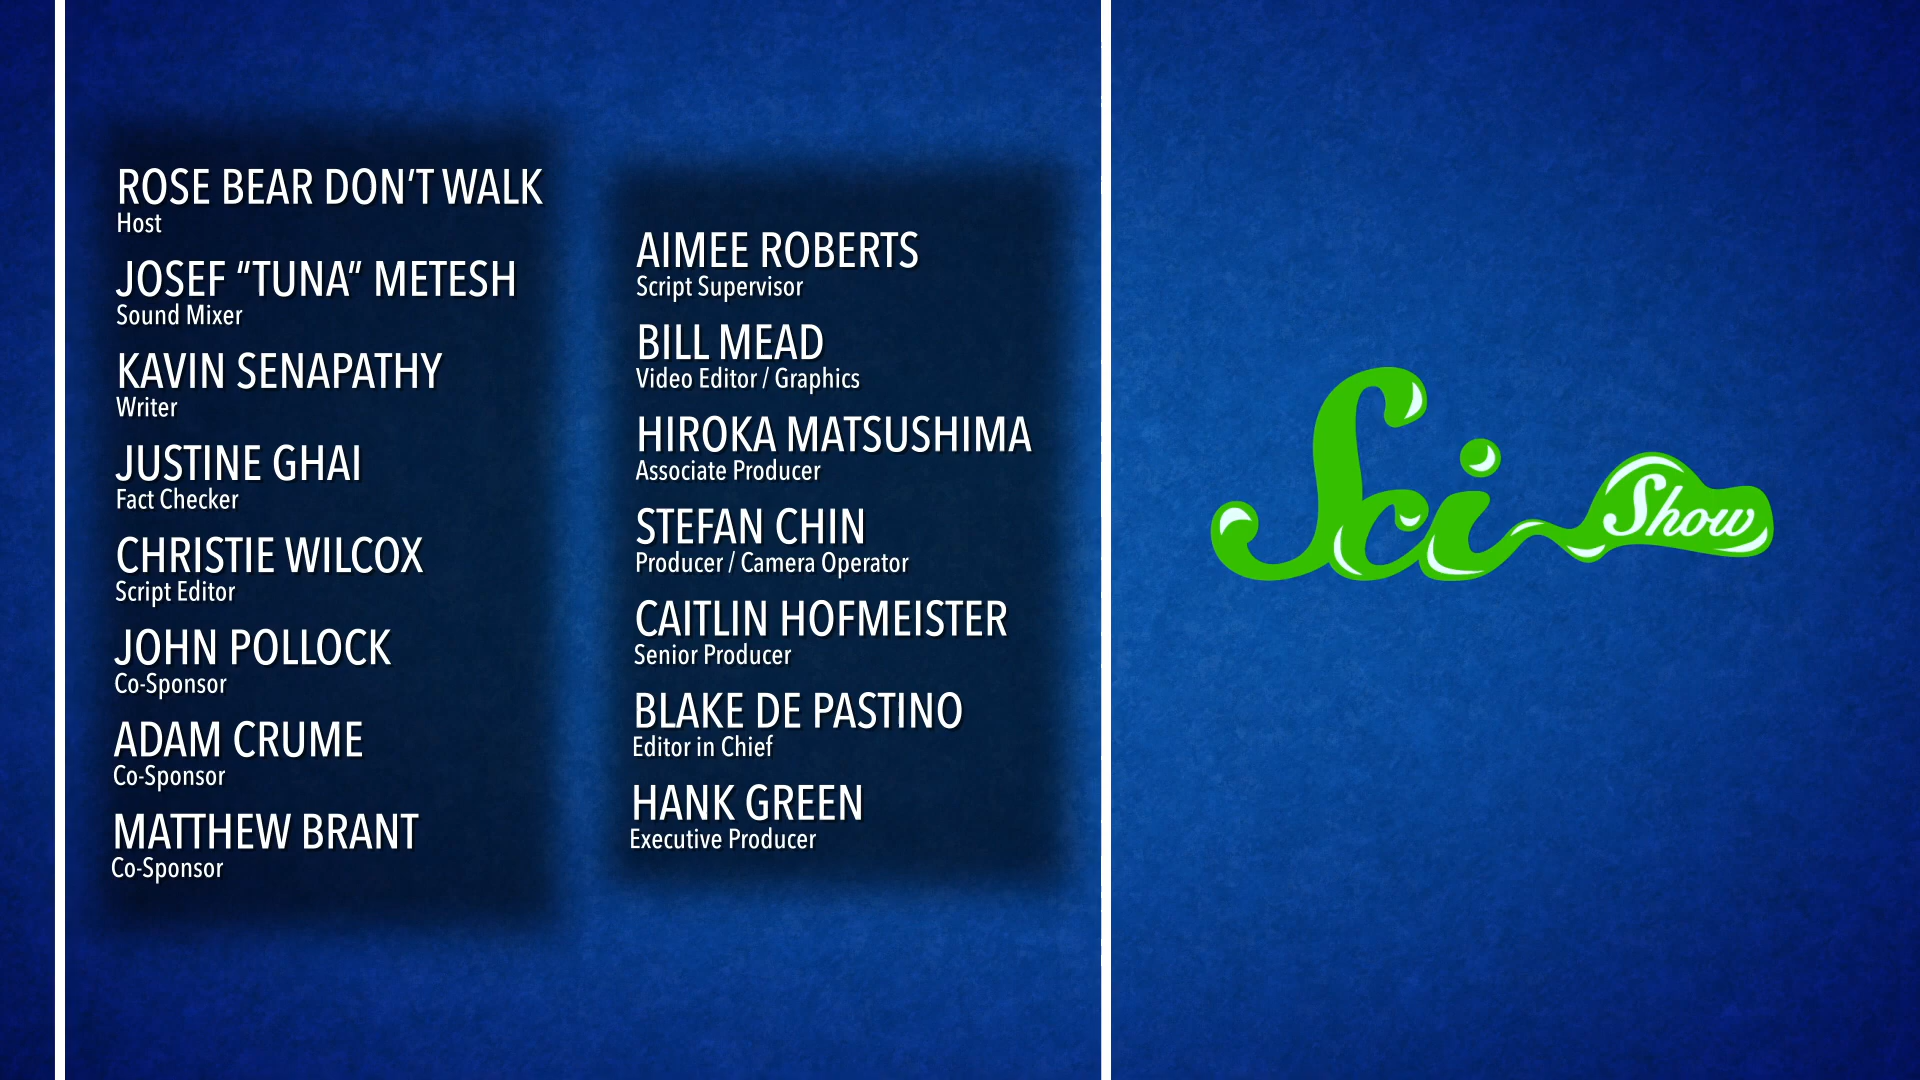 ROSE BEAR DON’T WALK
Host
JOSEF “TUNA” METESH
Sound Mixer
KAVIN SENAPATHY
Writer
JUSTINE GHAI
Fact Checker
CHRISTIE WILCOX
Script Editor
JOHN POLLOCK
Co-Sponsor
ADAM CRUME
Co-Sponsor
MATTHEW BRANT
Co-Sponsor
AIMEE ROBERTS
Script Supervisor
BILL MEAD
Video Editor / Graphics
HIROKA MATSUSHIMA
Associate Producer
STEFAN CHIN
Producer / Camera Operator
CAITLIN HOFMEISTER
Senior Producer
BLAKE DE PASTINO
Editor in Chief
HANK GREEN
Executive Producer
Sci Show